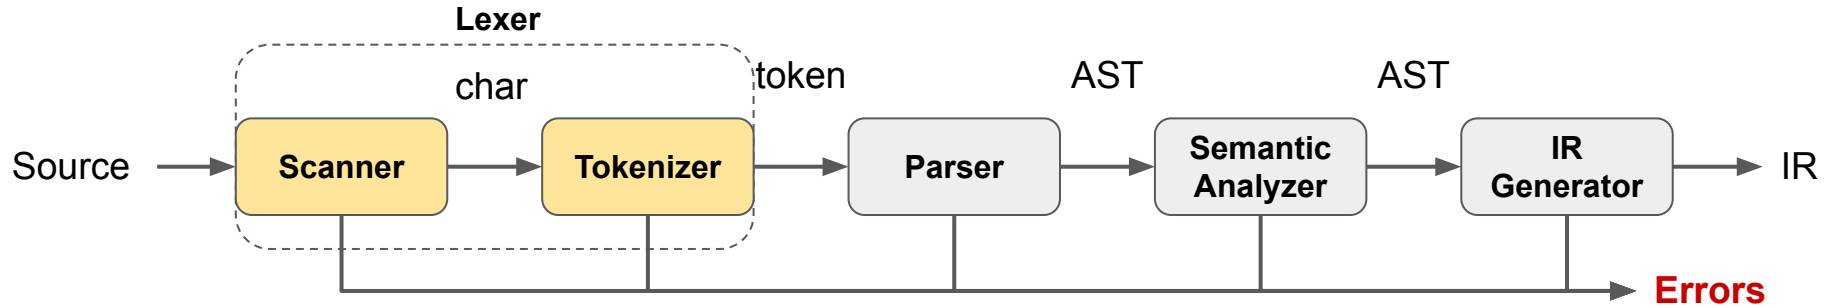 Lexer
char
token
AST
AST
Source
Scanner
Tokenizer
Parser
Semantic
Analyzer
IR
Generator
IR
Errors